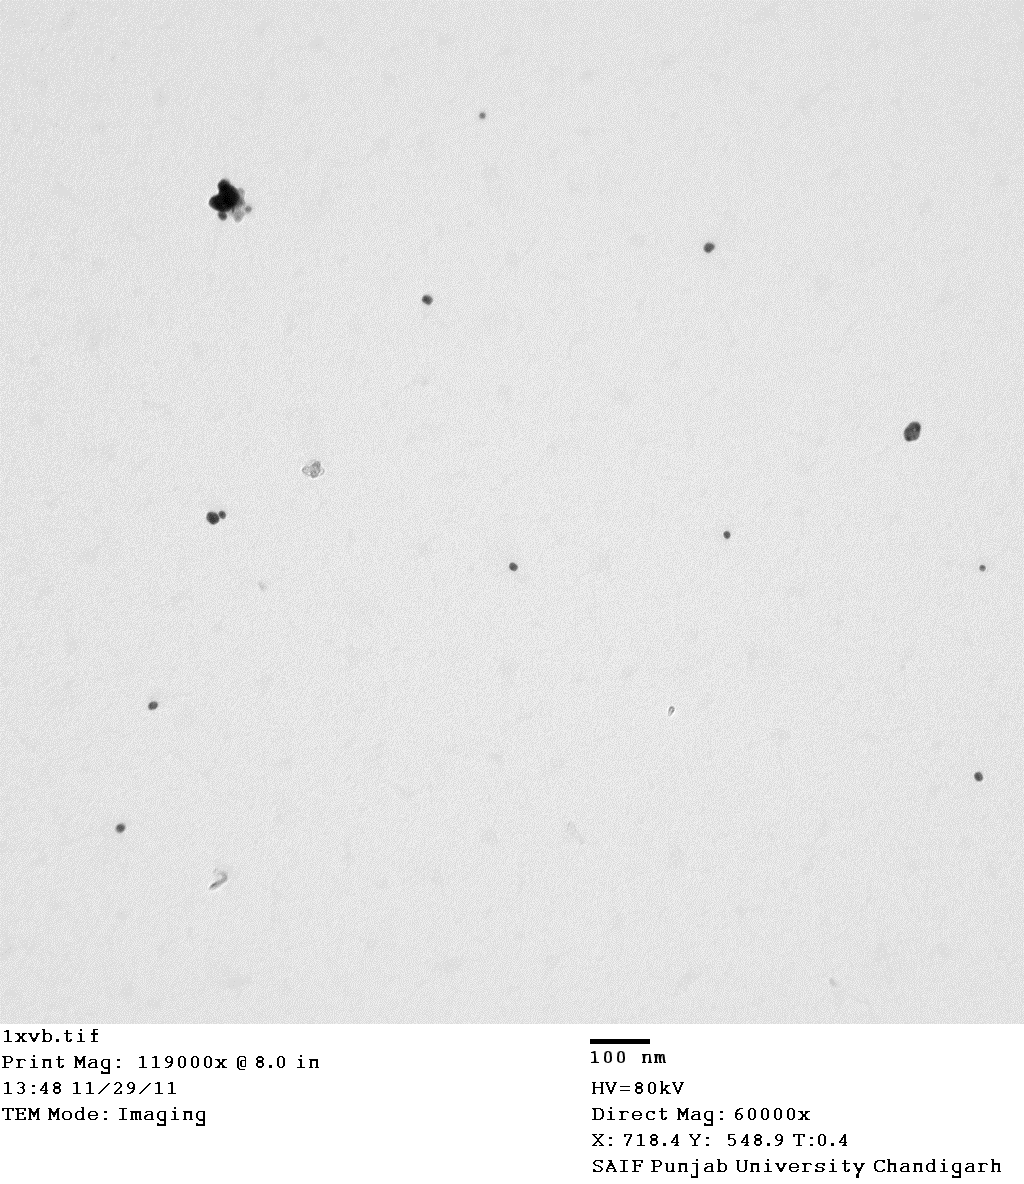 1xvb.tif
Print Mag: 119000x @ 8.0 in
13:48 11/29/11
TEM Mode: Imaging
100 nm
HV=80kV
Direct Mag: 60000x
X: 718.4 Y: 548.9 T:0.4
SAIF Punjab University Chandigarh